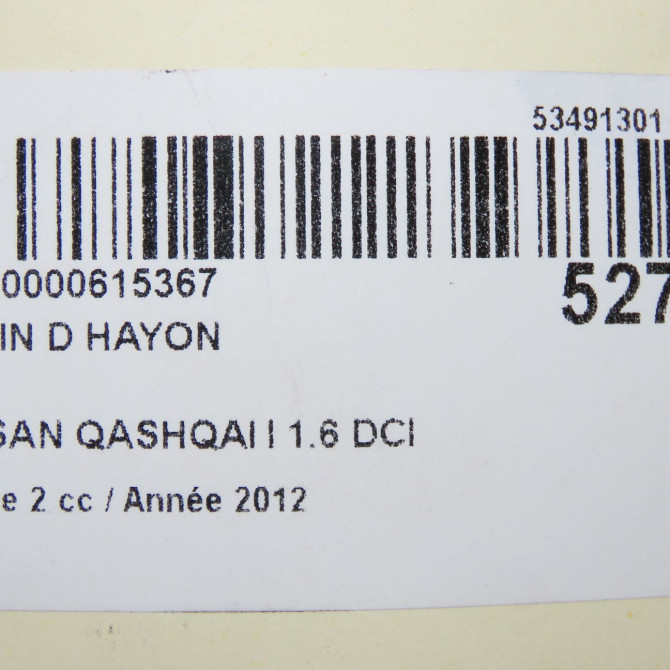 53491301
0000615367
527
IN D HAYON
SAN QASHQAI I 1.6 DCI
e 2 cc / Année 2012